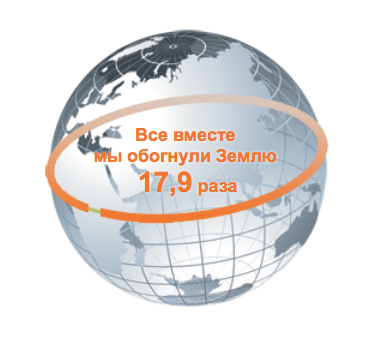 Все вместе
мы обогнули Землю
17,9 раза